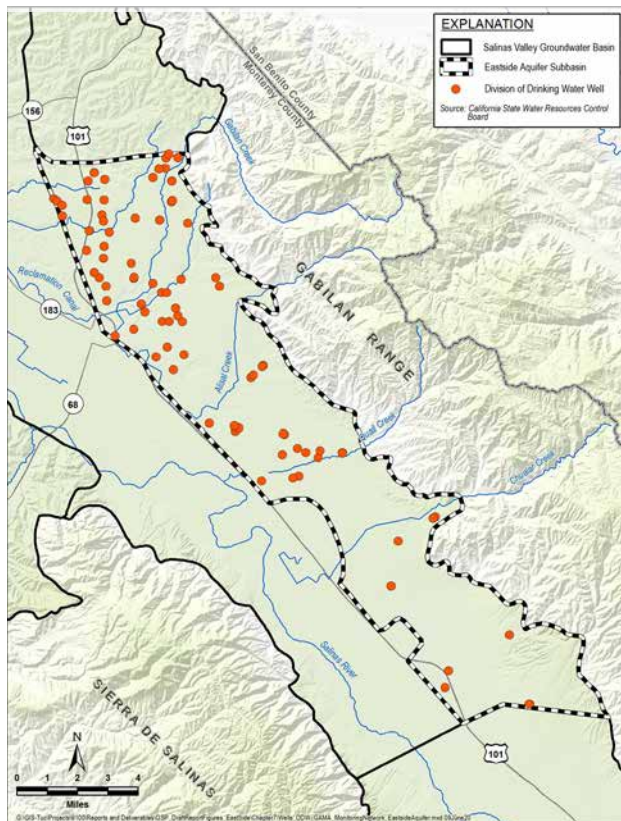 EXPLANATION
Salinas Valley Groundwater Basin
Eastside Aquifer Subbasin
Division of Drinking Water Well
Source: California State Water Resources Control
Board
San Benito County
Monterey County
156
101
Gabilan Creek
Reclamation Canal
183
GABILAN RANGE
Alisal Creek
68
Quail Creek
Chualar Creek
Salinas River
SIERRA DE SALINAS
N
101
0 1 2 3 4
Miles